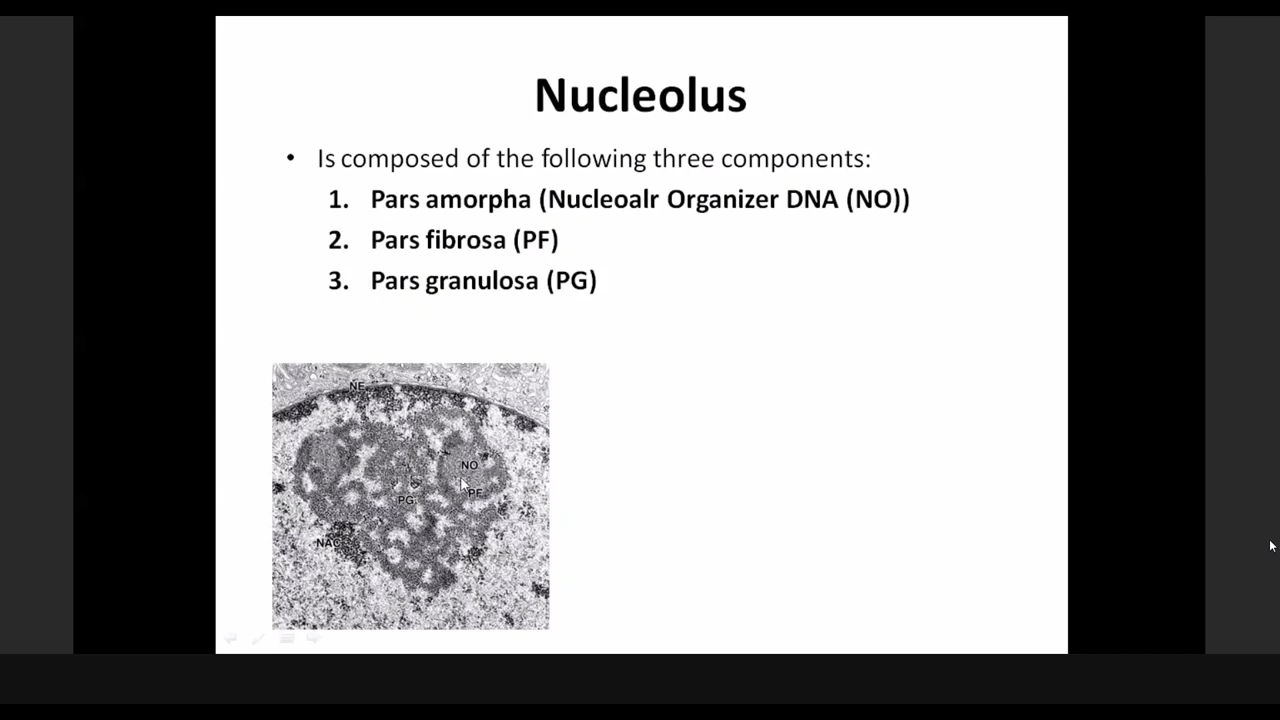 Nucleolus
• Is composed of the following three components:
1. Pars amorpha (Nucleoalr Organizer DNA (NO))
2. Pars fibrosa (PF)
3. Pars granulosa (PG)
NE
NO
PF
PG
NAC